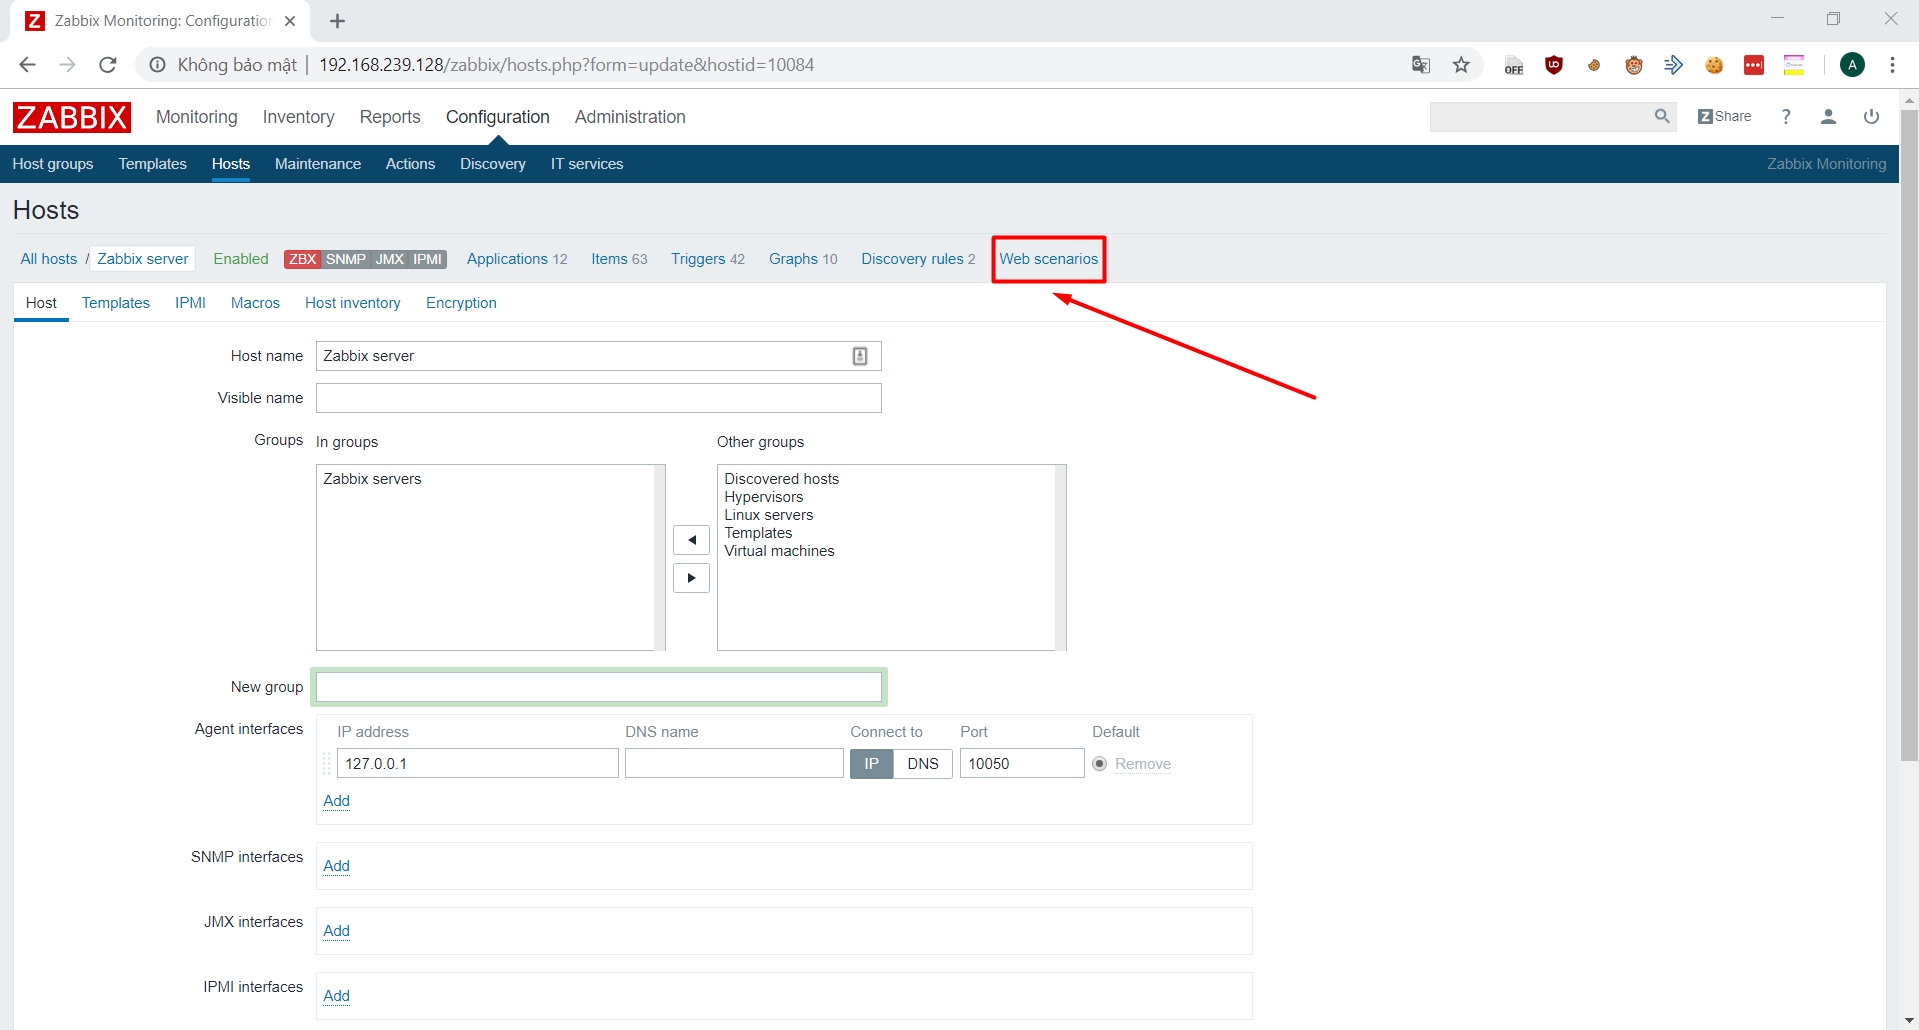 Z Zabbix Monitoring: Configuration
Không bảo mật 192.168.239.128/zabbix/hosts.php?form=update&hostid=10084 OFF A
ZABBIX Monitoring Inventory Reports Configuration Administration Z Share ?
Host groups Templates Hosts Maintenance Actions Discovery IT services Zabbix Monitoring
Hosts
All hosts / Zabbix server Enabled ZBX SNMP JMX IPMI Applications 12 Items 63 Triggers 42 Graphs 10 Discovery rules 2 Web scenarios
Host Templates IPMI Macros Host inventory Encryption
Host name Zabbix server
Visible name
Groups In groups Other groups
Zabbix servers Discovered hosts
Hypervisors
Linux servers
Templates
Virtual machines
New group
Agent interfaces IP address DNS name Connect to Port Default
127.0.0.1 IP DNS 10050 Remove
Add
SNMP interfaces Add
JMX interfaces Add
IPMI interfaces Add